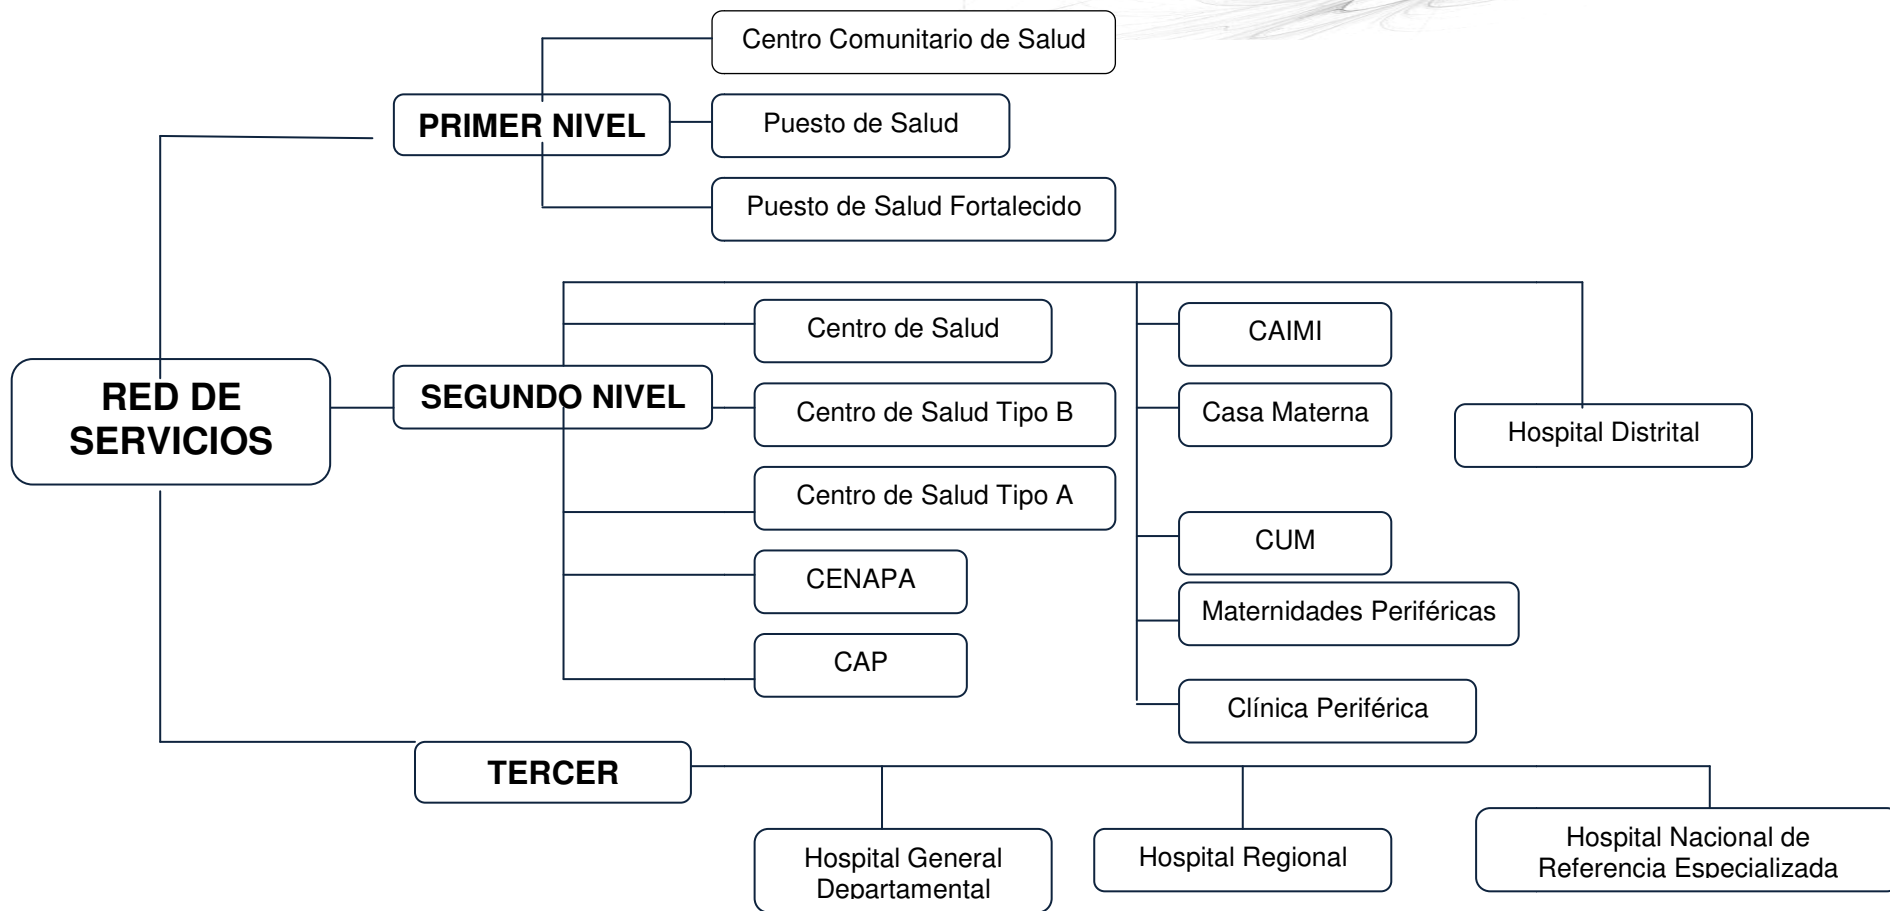 Centro Comunitario de Salud
PRIMER NIVEL
Puesto de Salud
Puesto de Salud Fortalecido
RED DE
SERVICIOS
SEGUNDO NIVEL
Centro de Salud
Centro de Salud Tipo B
Centro de Salud Tipo A
CENAPA
CAP
CAIMI
Casa Materna
CUM
Maternidades Periféricas
Clínica Periférica
Hospital Distrital
TERCER
Hospital General
Departamental
Hospital Regional
Hospital Nacional de
Referencia Especializada